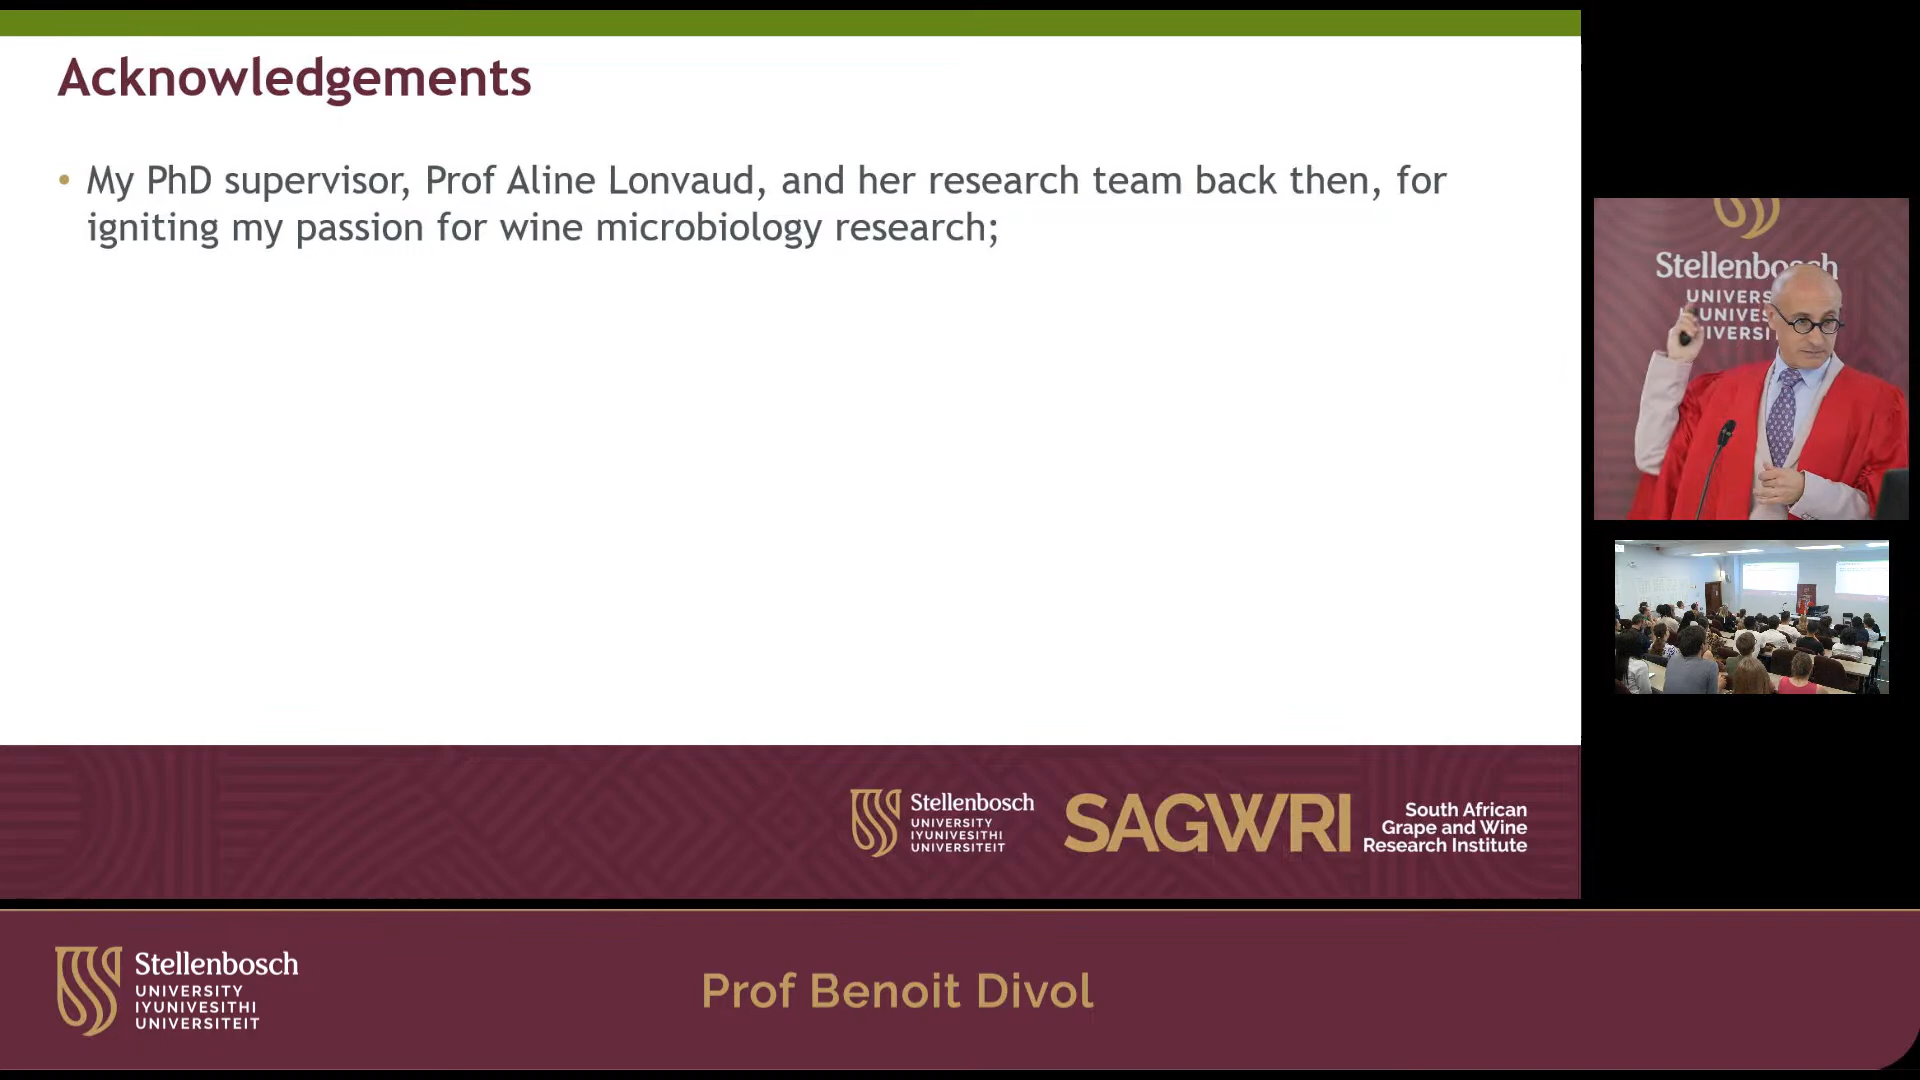 Acknowledgements
• My PhD supervisor, Prof Aline Lonvaud, and her research team back then, for
igniting my passion for wine microbiology research;
Stellenbosch
UNIVERSITY
IYUNIVESITHI
UNIVERSITEIT
SAGWRI
South African
Grape and Wine
Research Institute
Stellenbosch
Stellenbosch
UNIVERSITY
IYUNIVESITHI
UNIVERSITEIT
Prof Benoit Divol